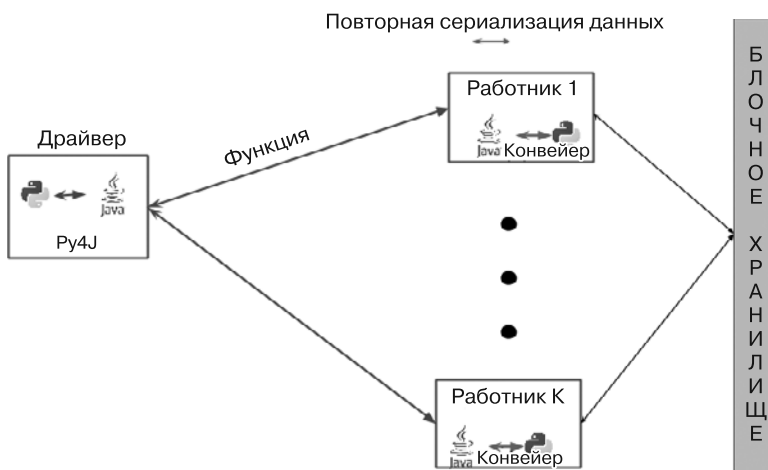 Повторная сериализация данных
Работник 1
Java
Конвейер
Функция
Драйвер
Java
Py4J
Работник К
Java
Конвейер
БЛОЧНОЕ ХРАНИЛИЩЕ